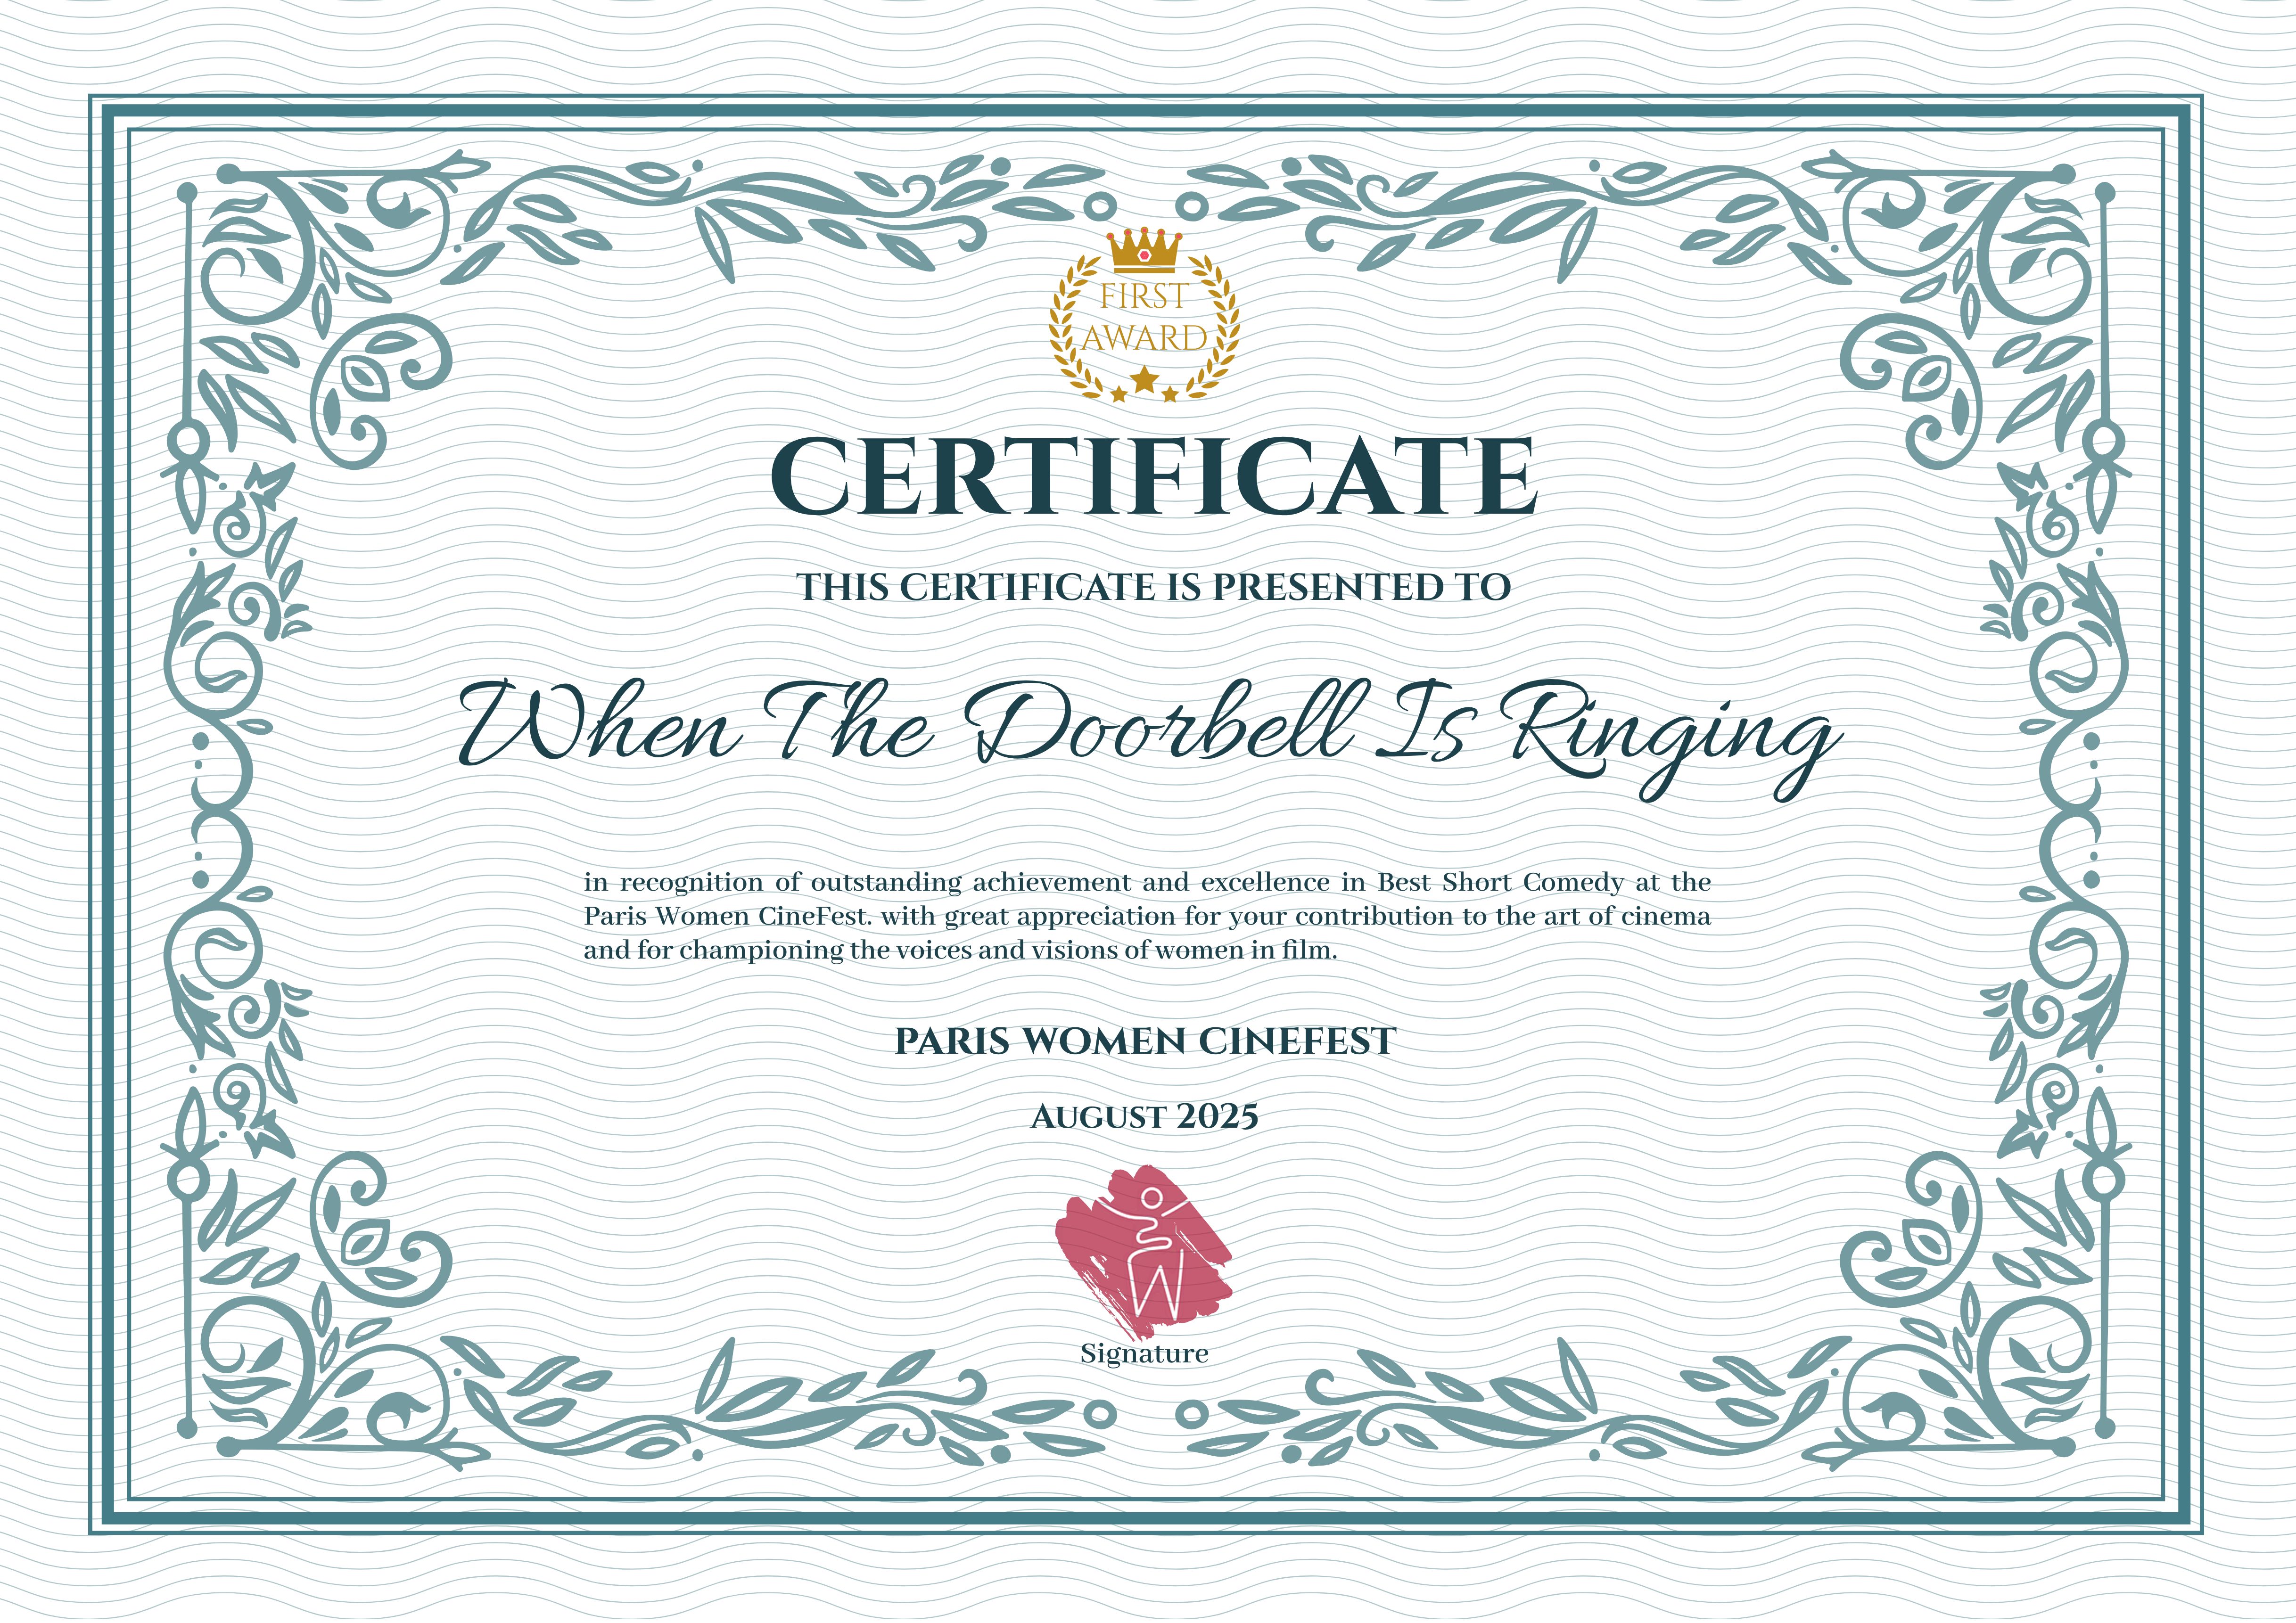 FIRST
AWARD
CERTIFICATE
THIS CERTIFICATE IS PRESENTED TO
When The Doorbell Is Ringing
in recognition of outstanding achievement and excellence in Best Short Comedy at the
Paris Women CineFest. with great appreciation for your contribution to the art of cinema
and for championing the voices and visions of women in film.
PARIS WOMEN CINEFEST
AUGUST 2025
Signature